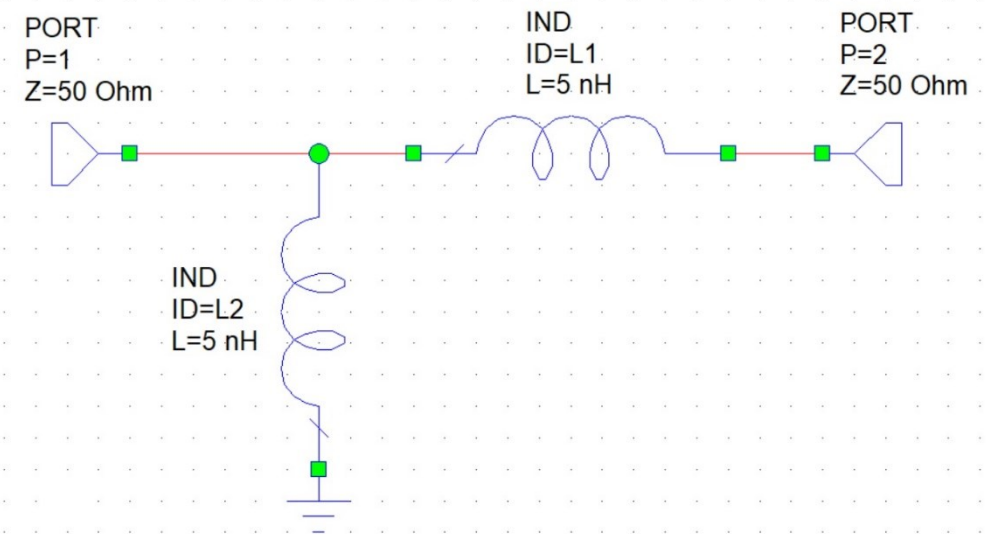 PORT
P=1
Z=50 Ohm
IND
ID=L1
L=5 nH
PORT
P=2
Z=50 Ohm
IND
ID=L2
L=5 nH